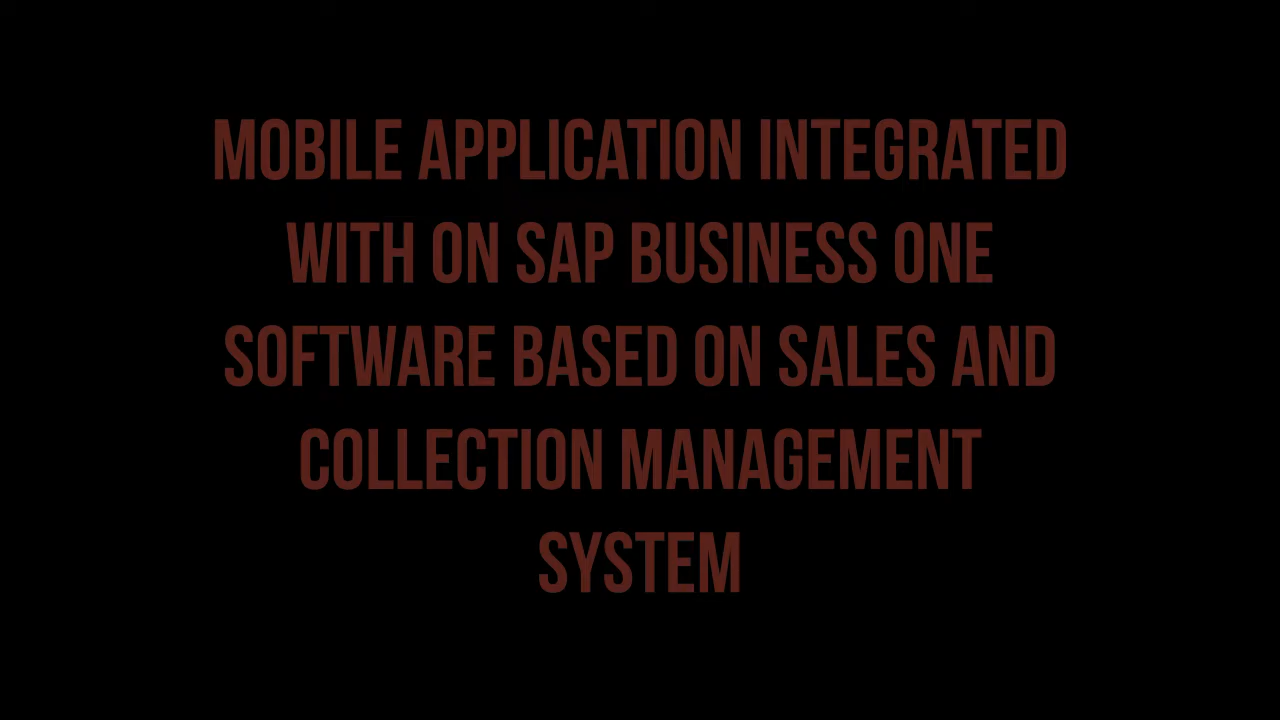 MOBILE APPLICATION INTEGRATED
WITH ON SAP BUSINESS ONE
SOFTWARE BASED ON SALES AND
COLLECTION MANAGEMENT
SYSTEM